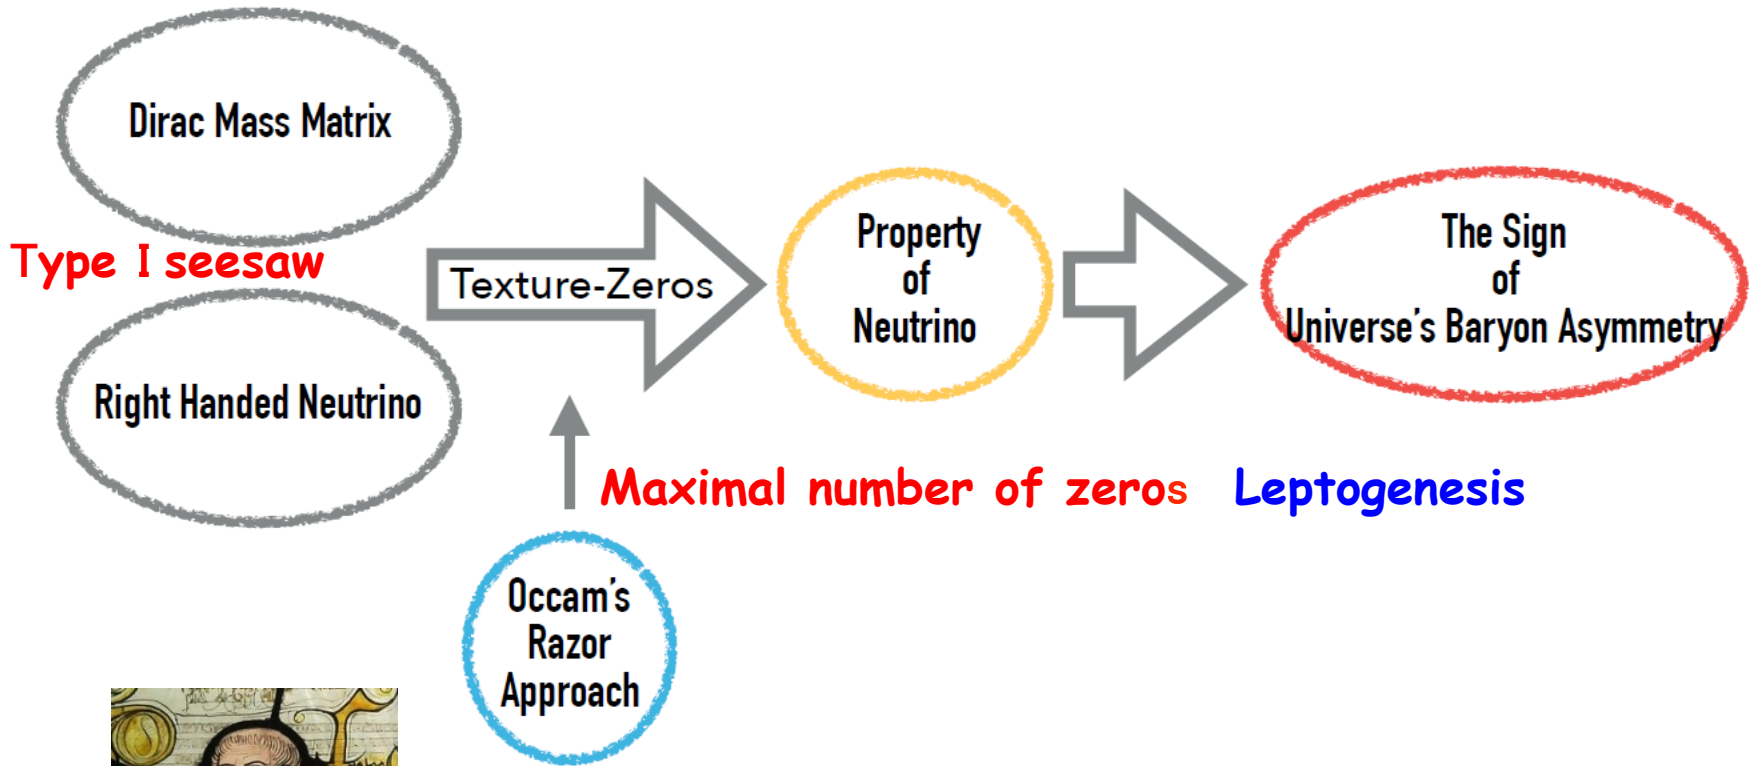 Dirac Mass Matrix
Type I seesaw
Right Handed Neutrino
Texture-Zeros
Property
of
Neutrino
The Sign
of
Universe's Baryon Asymmetry
Maximal number of zeros
Leptogenesis
Occam's
Razor
Approach